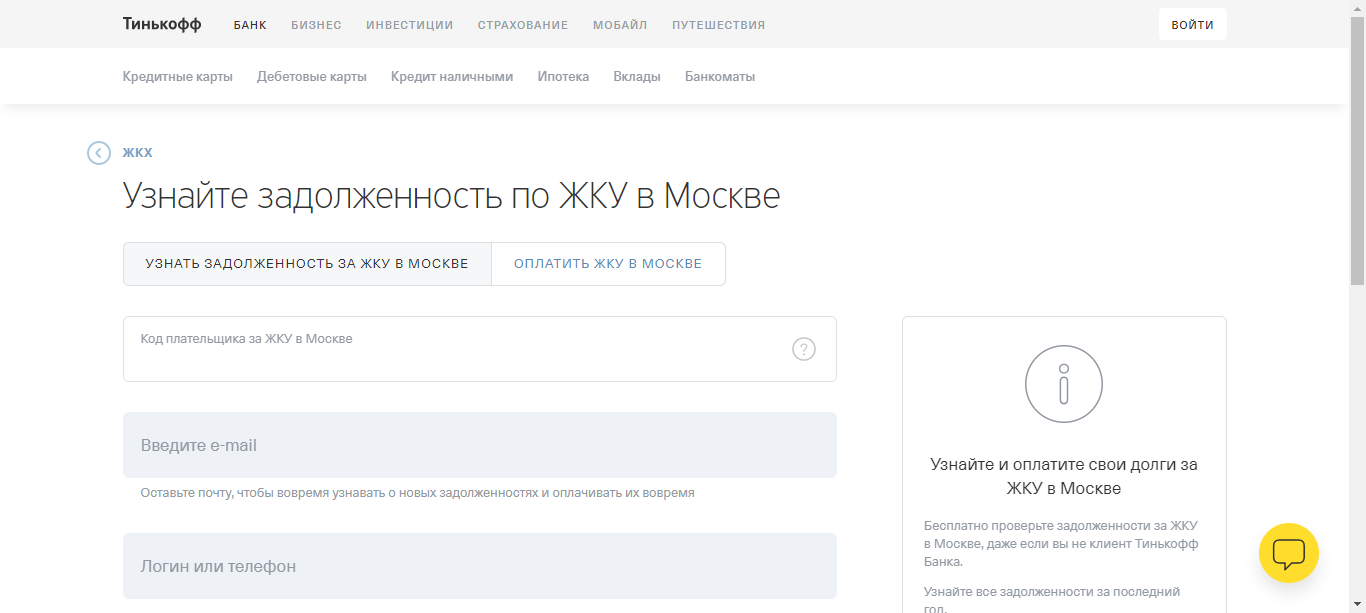 Тинькофф БАНК БИЗНЕС ИНВЕСТИЦИИ СТРАХОВАНИЕ МОБАЙЛ ПУТЕШЕСТВИЯ ВОЙТИ
Кредитные карты Дебетовые карты Кредит наличными Ипотека Вклады Банкоматы
ЖКХ
Узнайте задолженность по ЖКУ в Москве
УЗНАТЬ ЗАДОЛЖЕННОСТЬ ЗА ЖКУ В МОСКВЕ ОПЛАТИТЬ ЖКУ В МОСКВЕ
Код плательщика за ЖКУ в Москве
?
Введите e-mail
Оставьте почту, чтобы вовремя узнавать о новых задолженностях и оплачивать их вовремя
Логин или телефон
Узнайте и оплатите свои долги за
ЖКУ в Москве
Бесплатно проверьте задолженности за ЖКУ
в Москве, даже если вы не клиент Тинькофф
Банка.
Узнайте все задолженности за последний
год.